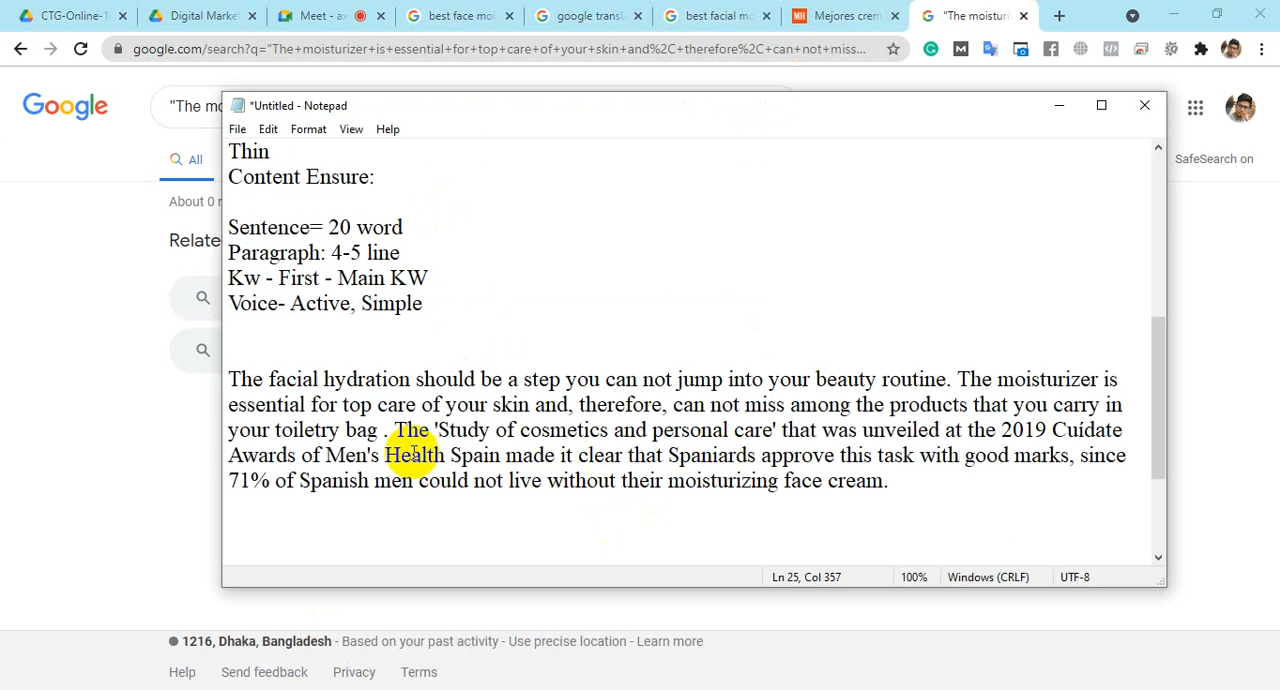 CTG-Online-1
Digital Market
Meet - a
best face mo
google transl
best facial mo
MH Mejores crem
"The moisturi
google.com/search?q="The+moisturizer+is+essential+for+top+care+of+your+skin+and%2C+therefore%2C+can+not+miss...
Google
"The mo
*Untitled - Notepad
File Edit Format View Help
All
SafeSearch on
About 0 r
Relate
Thin
Content Ensure:
Sentence= 20 word
Paragraph: 4-5 line
Kw - First - Main KW
Voice- Active, Simple
The facial hydration should be a step you can not jump into your beauty routine. The moisturizer is
essential for top care of your skin and, therefore, can not miss among the products that you carry in
your toiletry bag . The 'Study of cosmetics and personal care' that was unveiled at the 2019 Cuídate
Awards of Men's Health Spain made it clear that Spaniards approve this task with good marks, since
71% of Spanish men could not live without their moisturizing face cream.
Ln 25, Col 357 100% Windows (CRLF) UTF-8
1216, Dhaka, Bangladesh - Based on your past activity - Use precise location - Learn more
Help Send feedback Privacy Terms